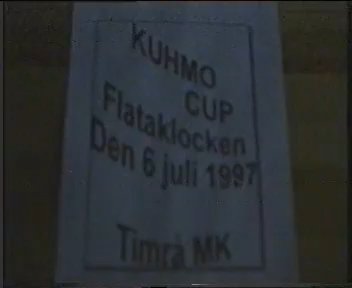 KUHMO
CUP
Flataklocken
Den 6 juli 1997
Timrå MK